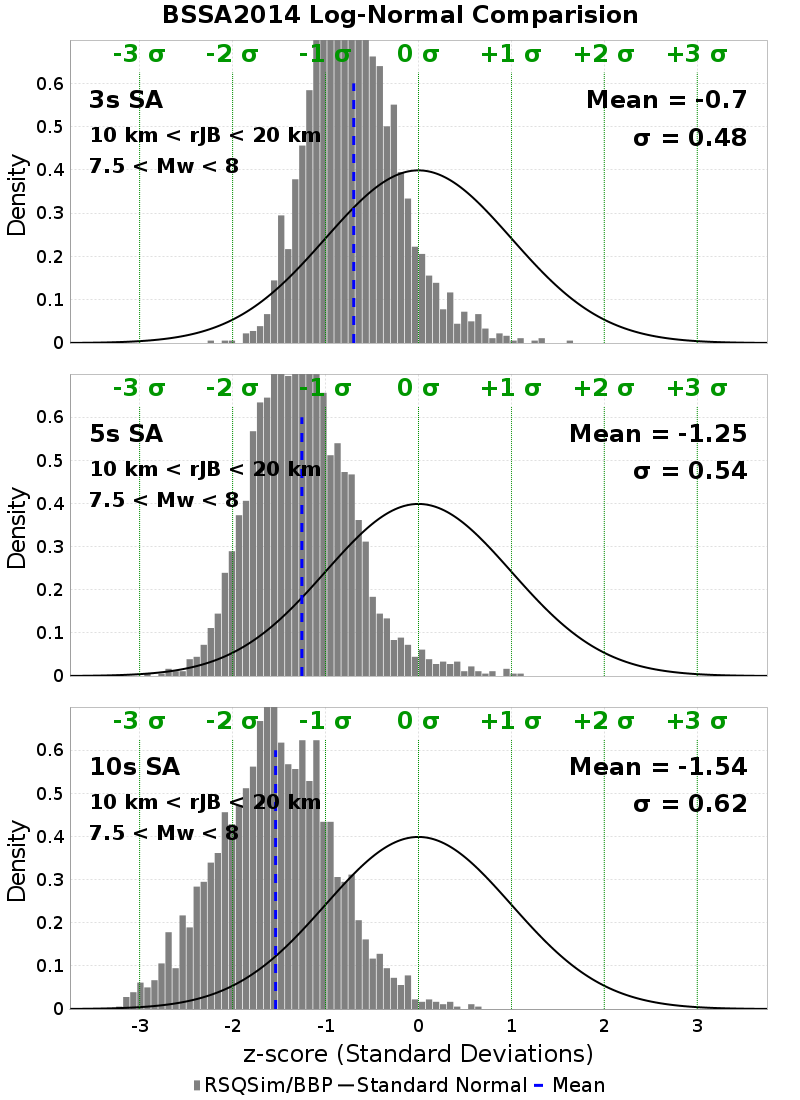 BSSA2014 Log-Normal Comparision
-3 σ -2 σ -1 σ 0 σ +1 σ +2 σ +3 σ
3s SA
10 km < rJB < 20 km
7.5 < Mw < 8
Mean = -0.7
σ = 0.48
Density
0.6
0.5
0.4
0.3
0.2
0.1
0
-3 σ -2 σ -1 σ 0 σ +1 σ +2 σ +3 σ
5s SA
10 km < rJB < 20 km
7.5 < Mw < 8
Mean = -1.25
σ = 0.54
Density
0.6
0.5
0.4
0.3
0.2
0.1
0
-3 σ -2 σ -1 σ 0 σ +1 σ +2 σ +3 σ
10s SA
10 km < rJB < 20 km
7.5 < Mw < 8
Mean = -1.54
σ = 0.62
Density
0.6
0.5
0.4
0.3
0.2
0.1
0
-3 -2 -1 0 1 2 3
z-score (Standard Deviations)
RSQSim/BBP Standard Normal Mean